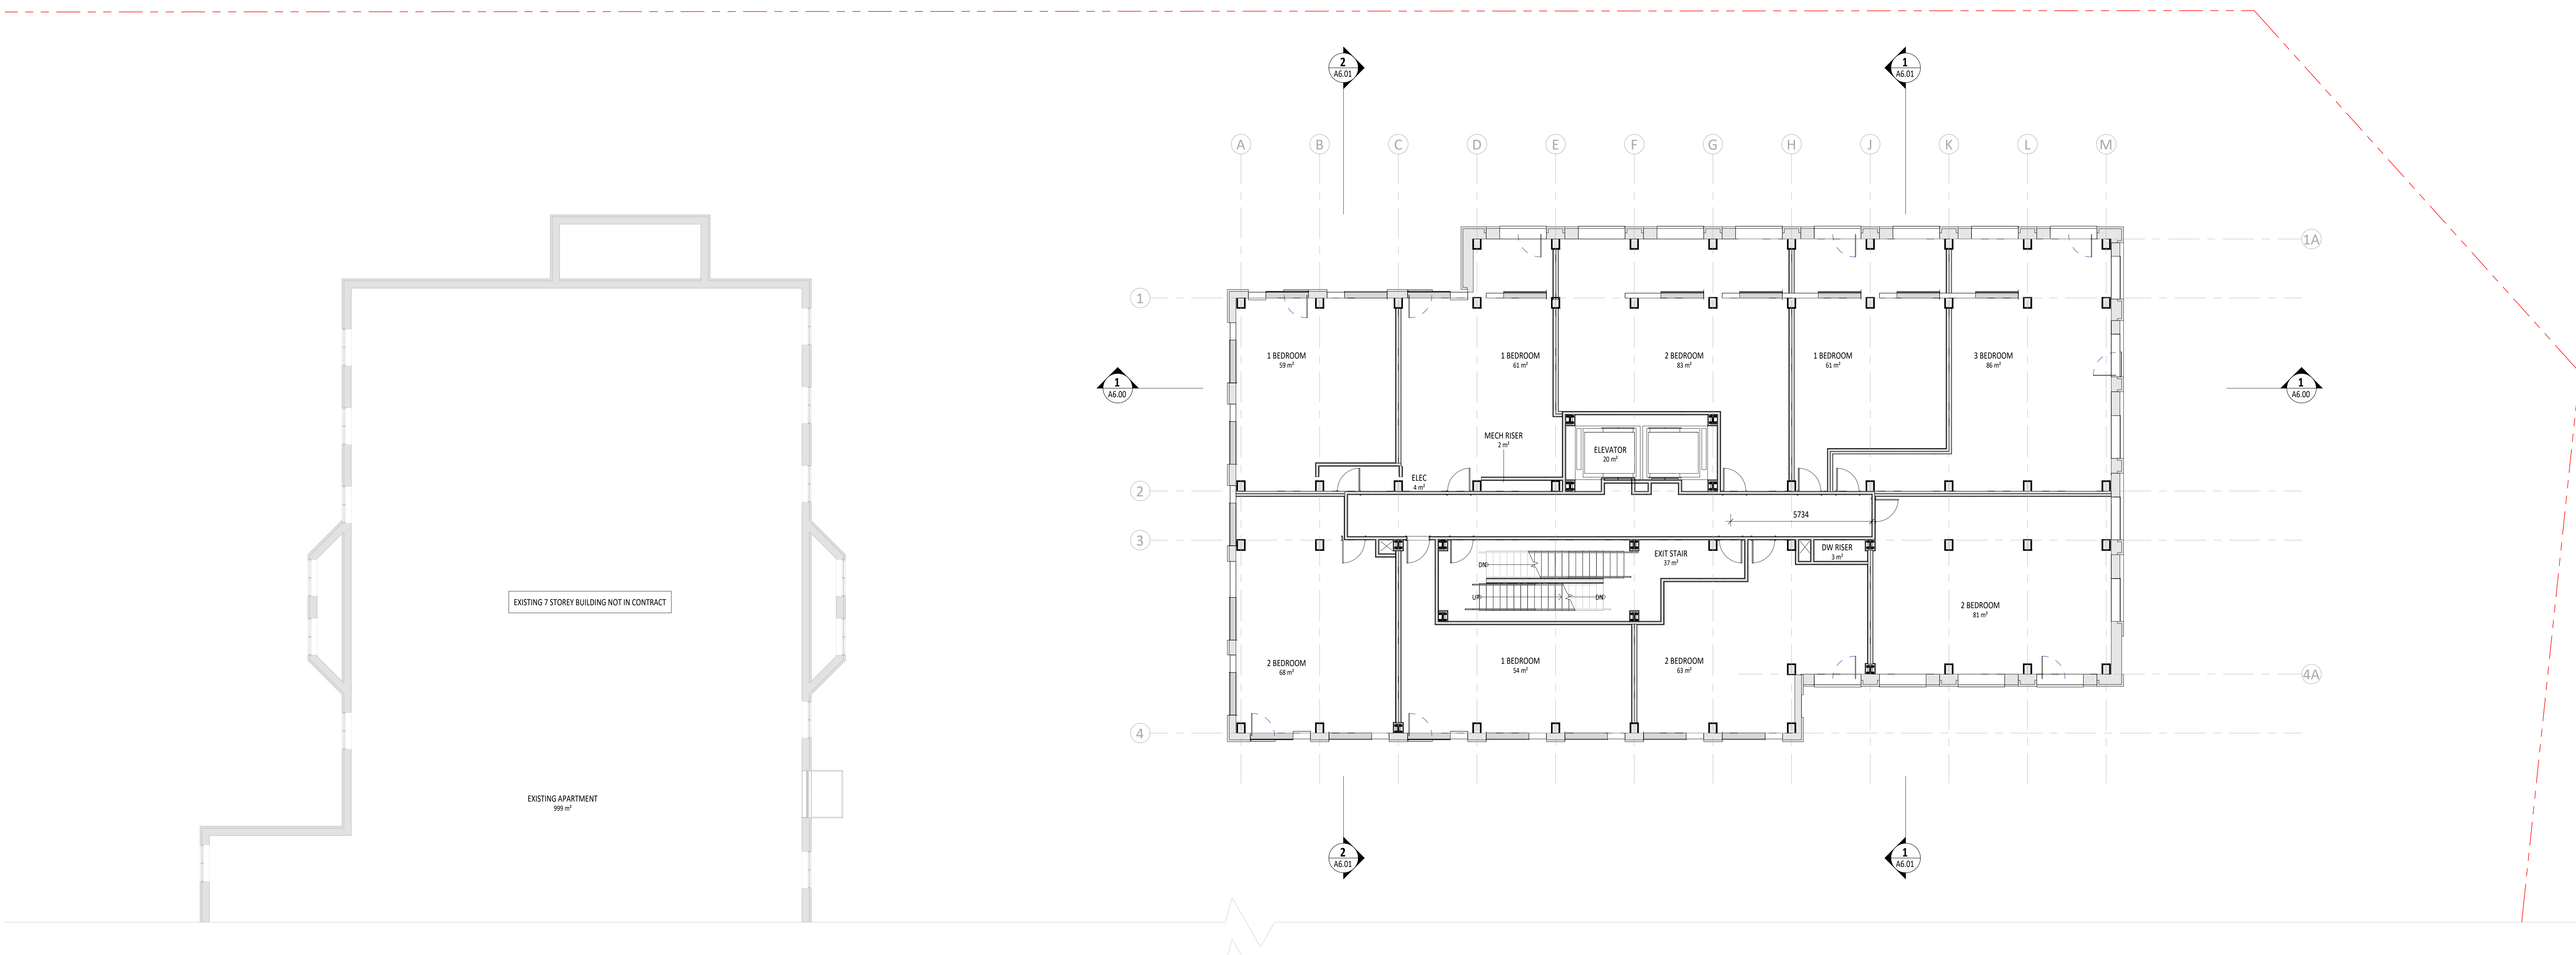 2
A6.01
1
A6.01
A
B
C
D
E
F
G
H
J
K
L
M
1A
1
1 BEDROOM
59 m²
1 BEDROOM
61 m²
2 BEDROOM
83 m²
1 BEDROOM
61 m²
3 BEDROOM
86 m²
1
A6.00
1
A6.00
MECH RISER
2 m²
ELEVATOR
20 m²
ELEC
4 m²
2
5734
3
EXIT STAIR
37 m²
DW RISER
3 m²
DN
UP
DN
EXISTING 7 STOREY BUILDING NOT IN CONTRACT
2 BEDROOM
81 m²
2 BEDROOM
68 m²
1 BEDROOM
54 m²
2 BEDROOM
63 m²
4A
4
EXISTING APARTMENT
999 m²
2
A6.01
1
A6.01